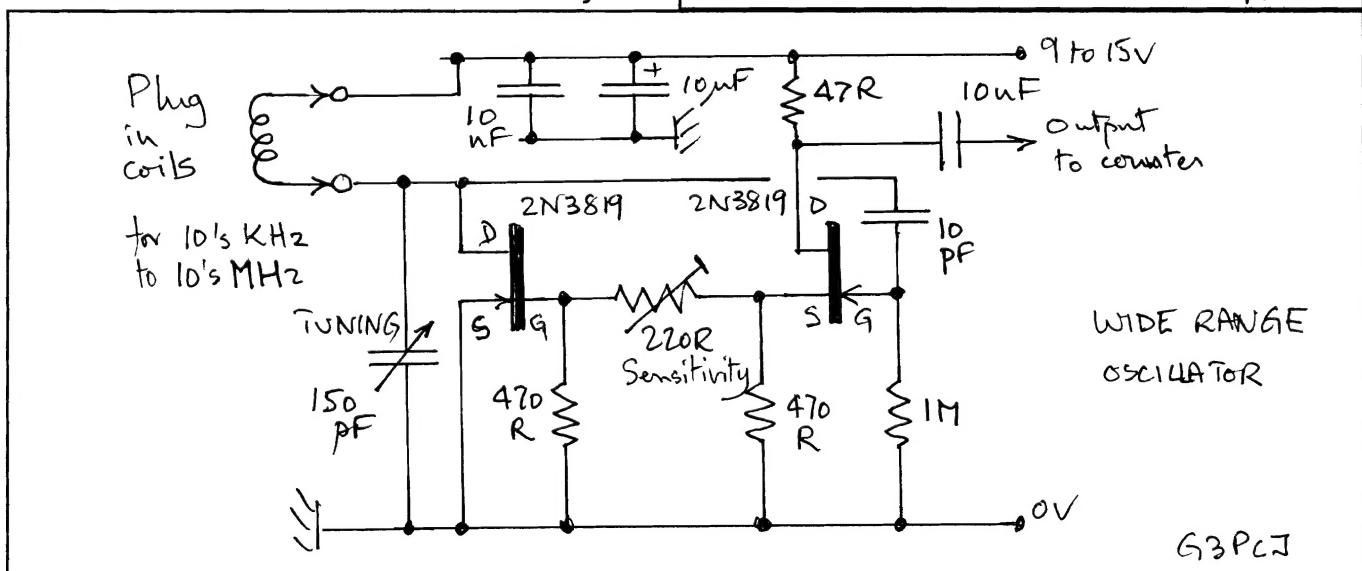 9 to 15V
Plug
in
coils
10
nF
+
10uF
47R
10nF
Output
to counter
for 10's KHz
to 10's MHz
2N3819
2N3819
D
D
10
pF
TUNING
S
G
220R
Sensitivity
S
G
WIDE RANGE
OSCILLATOR
150
pF
470
R
470
R
1M
0V
G3PCJ